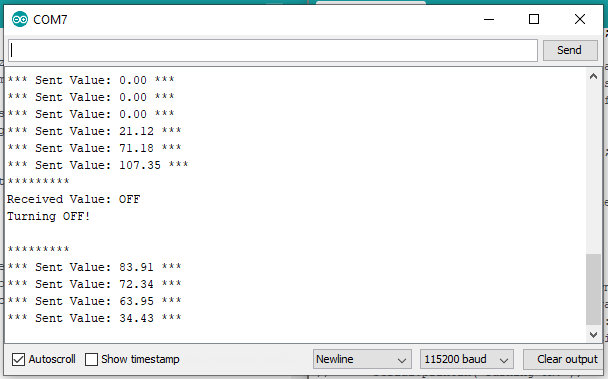 COM7
Send
*** Sent Value: 0.00 ***
*** Sent Value: 0.00 ***
*** Sent Value: 0.00 ***
*** Sent Value: 21.12 ***
*** Sent Value: 71.18 ***
*** Sent Value: 107.35 ***
*********
Received Value: OFF
Turning OFF!
*********
*** Sent Value: 83.91 ***
*** Sent Value: 72.34 ***
*** Sent Value: 63.95 ***
*** Sent Value: 34.43 ***
Autoscroll Show timestamp Newline 115200 baud Clear output